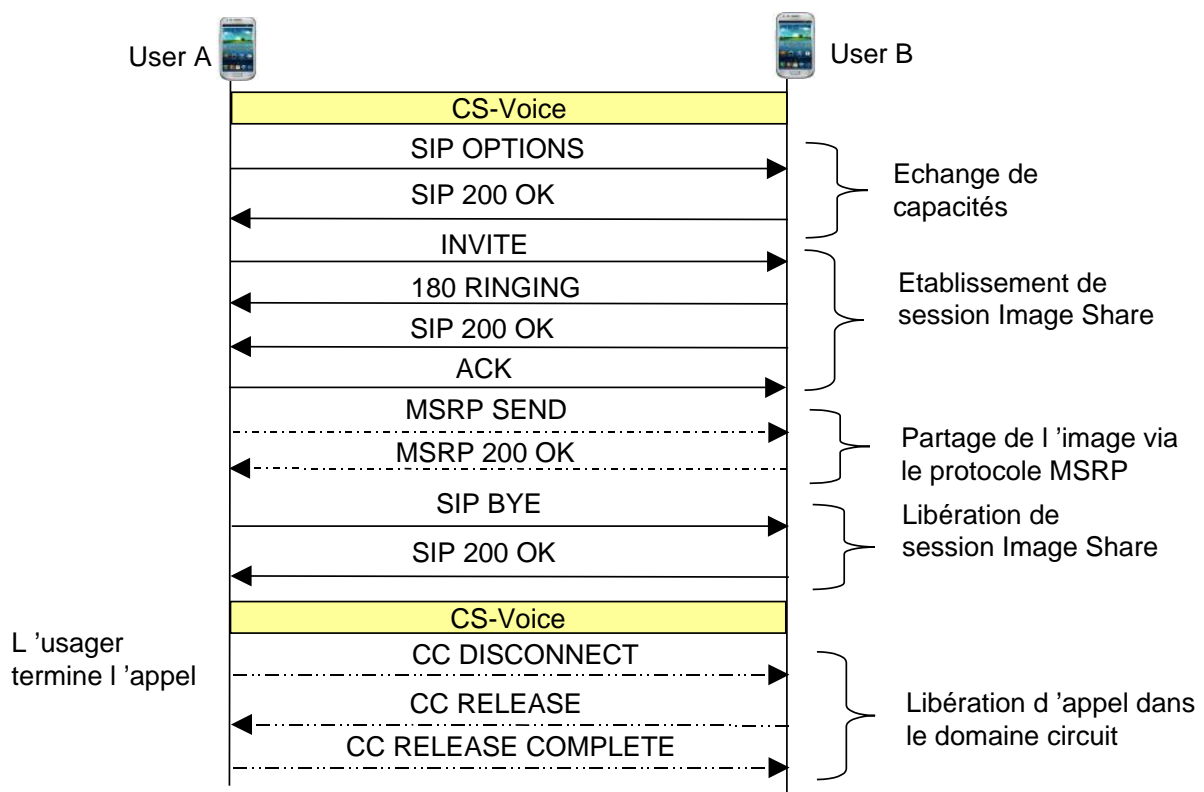 User A
User B
CS-Voice
SIP OPTIONS
SIP 200 OK
Echange de
capacités
INVITE
180 RINGING
SIP 200 OK
ACK
Etablissement de
session Image Share
MSRP SEND
MSRP 200 OK
Partage de l ’image via
le protocole MSRP
SIP BYE
SIP 200 OK
Libération de
session Image Share
CS-Voice
L ’usager
termine l ’appel
CC DISCONNECT
CC RELEASE
CC RELEASE COMPLETE
Libération d ’appel dans
le domaine circuit